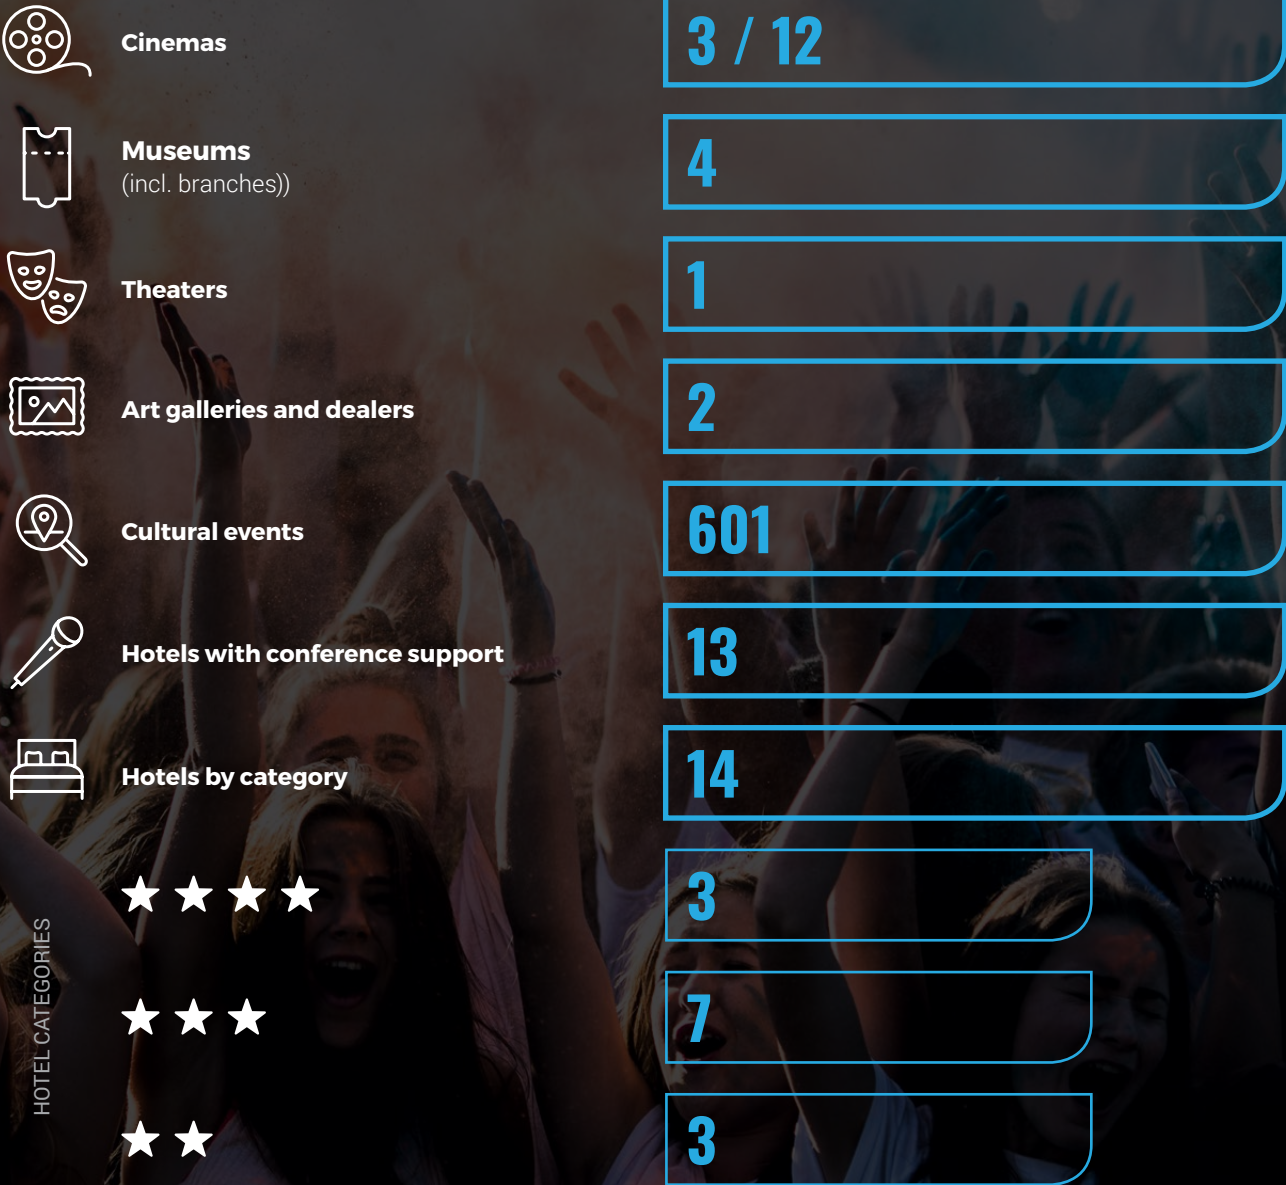 Cinemas
3 / 12
Museums
(incl. branches))
4
Theaters
1
Art galleries and dealers
2
Cultural events
601
Hotels with conference support
13
Hotels by category
14
HOTEL CATEGORIES
3
7
3